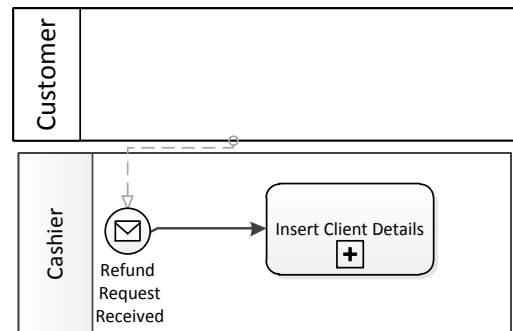 Customer
Cashier
Refund
Request
Received
Insert Client Details